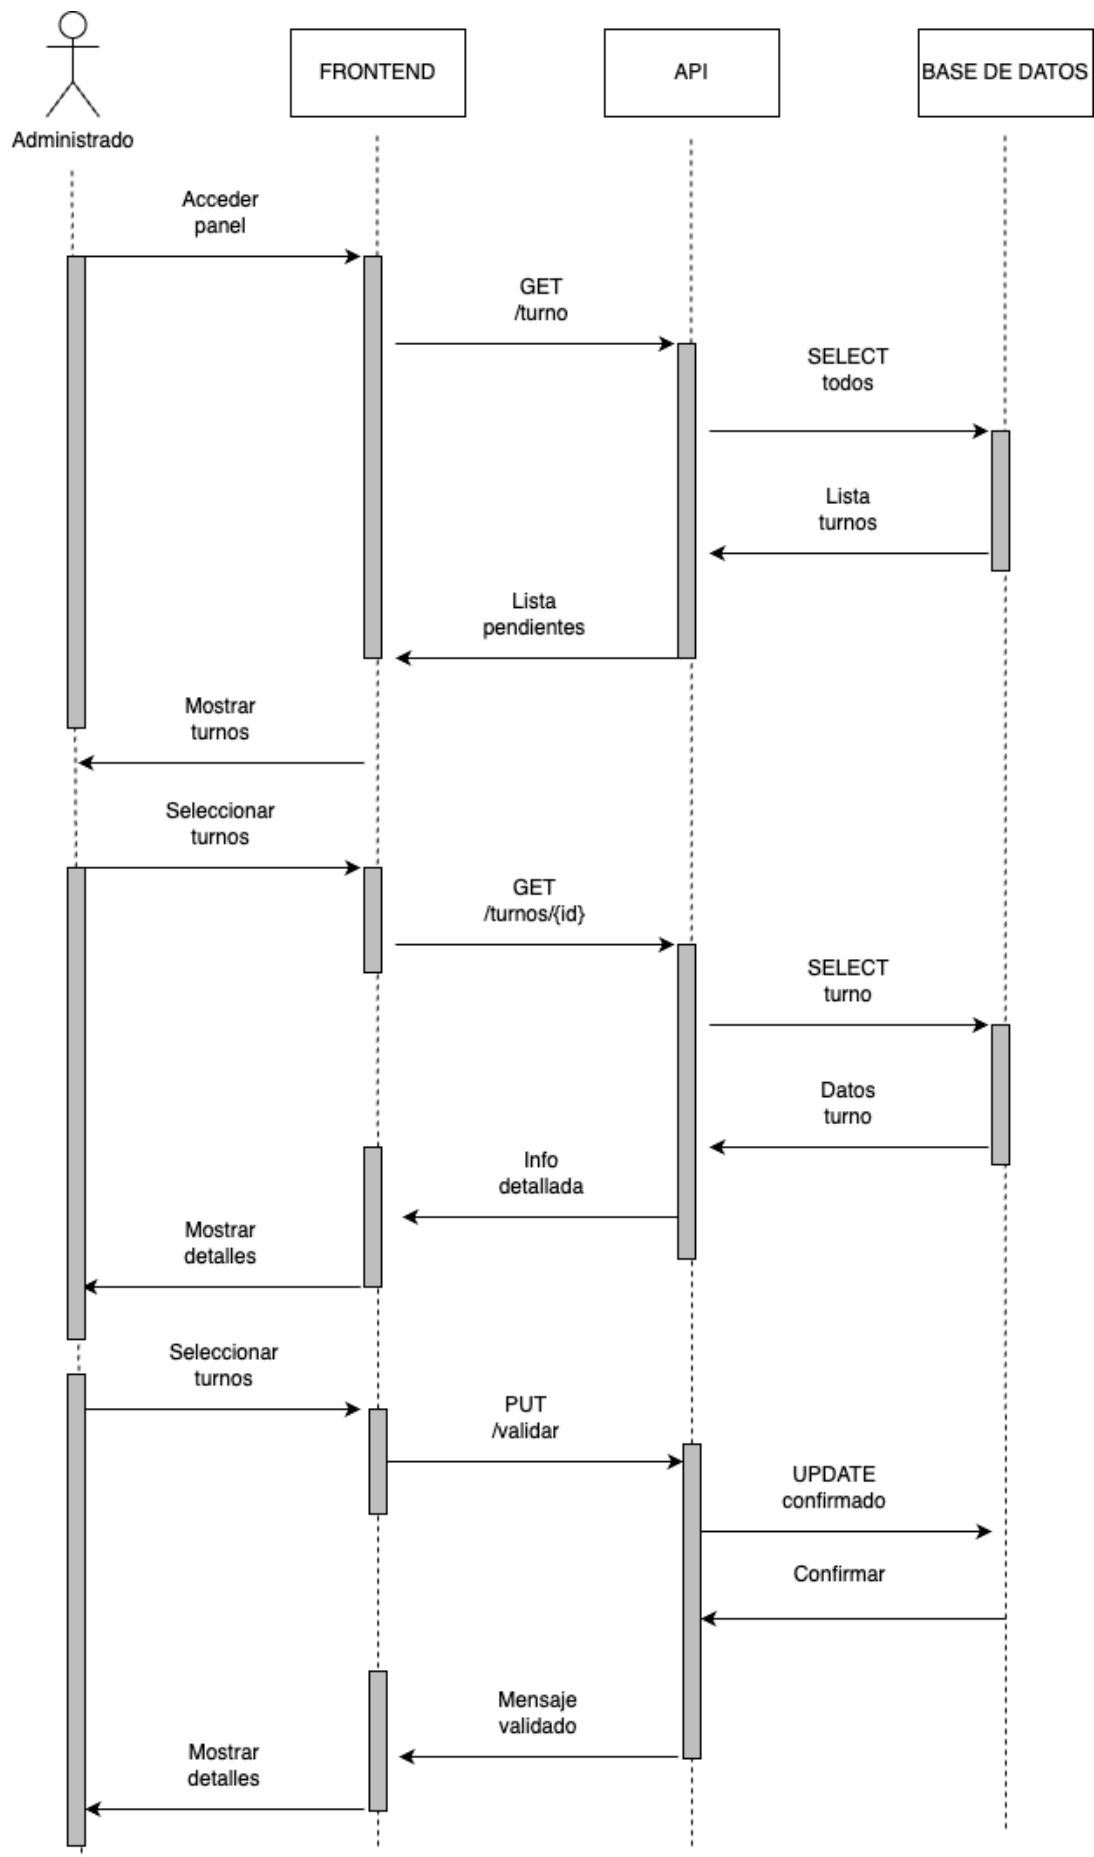 FRONTEND
API
BASE DE DATOS
Administrado
Acceder
panel
GET
/turno
SELECT
todos
Lista
turnos
Lista
pendientes
Mostrar
turnos
Seleccionar
turnos
GET
/turnos/{id}
SELECT
turno
Datos
turno
Info
detallada
Mostrar
detalles
Seleccionar
turnos
PUT
/validar
UPDATE
confirmado
Confirmar
Mensaje
validado
Mostrar
detalles